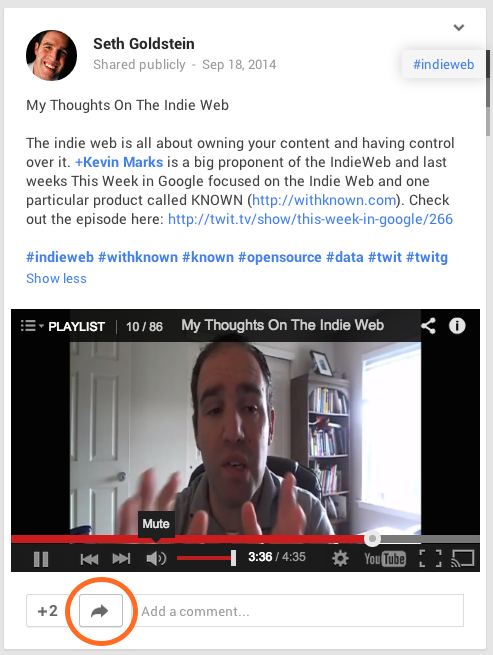 Seth Goldstein
Shared publicly - Sep 18, 2014
#indieweb
My Thoughts On The Indie Web
The indie web is all about owning your content and having control
over it. +Kevin Marks is a big proponent of the IndieWeb and last
weeks This Week in Google focused on the Indie Web and one
particular product called KNOWN (http://withknown.com). Check
out the episode here: http://twit.tv/show/this-week-in-google/266
#indieweb #withknown #known #opensource #data #twit #twitg
Show less
PLAYLIST | 10 / 86 My Thoughts On The Indie Web
Mute
3:36 / 4:35 YouTube
+2 Add a comment...